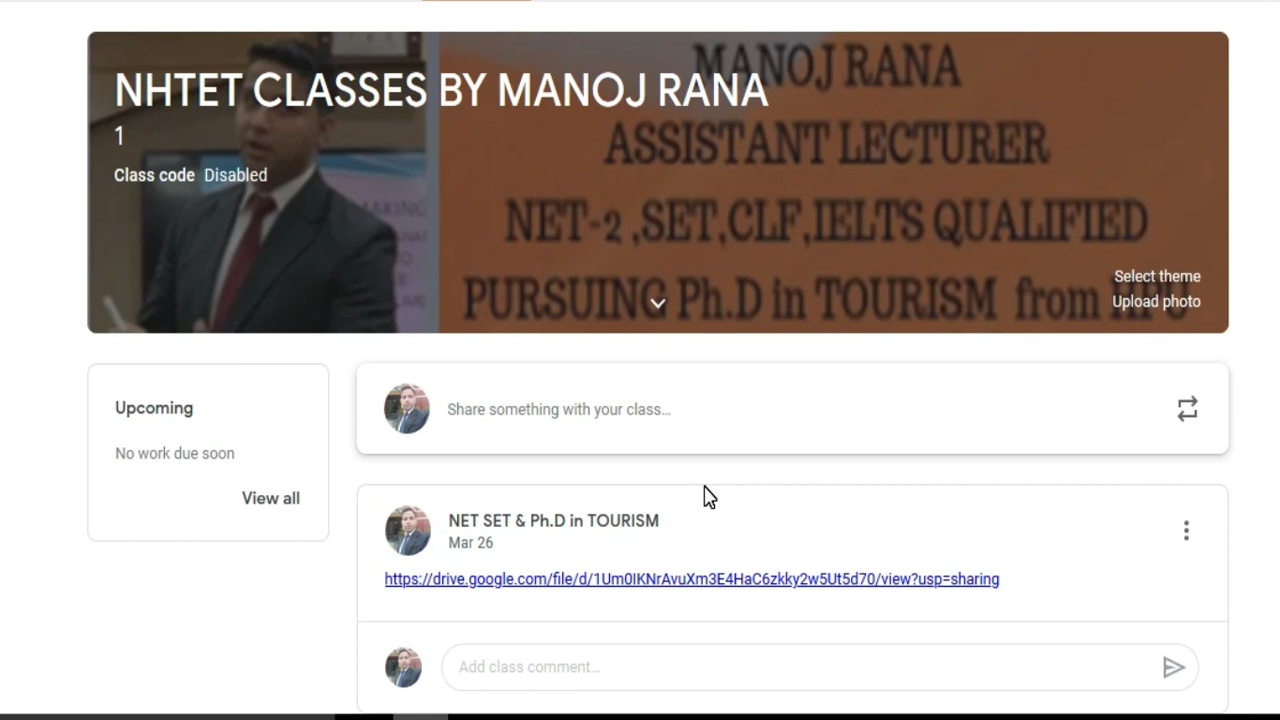 MANOJ RANA
NHTET CLASSES BY MANOJ RANA
1
ASSISTANT LECTURER
Class code Disabled
NET-2 ,SET,CLF,IELTS QUALIFIED
Select theme
PURSUING Ph.D in TOURISM from
Upload photo
Upcoming
No work due soon
View all
Share something with your class...
NET SET & Ph.D in TOURISM
Mar 26
https://drive.google.com/file/d/1Um0IKNrAvuXm3E4HaC6zkky2w5Ut5d70/view?usp=sharing
Add class comment...